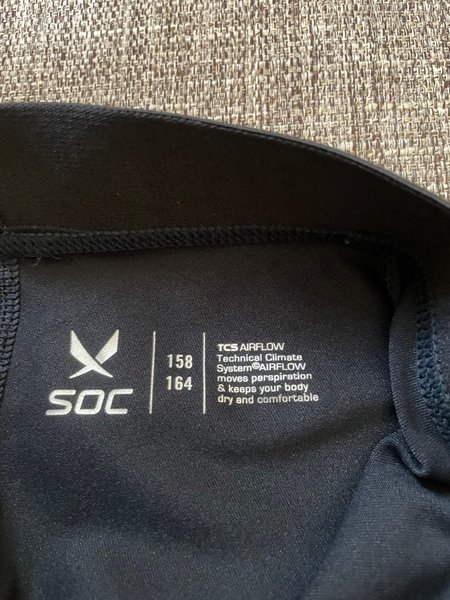 SOC
158
164
TCS AIRFLOW
Technical Climate
System©AIRFLOW
moves perspiration
& keeps your body
dry and comfortable